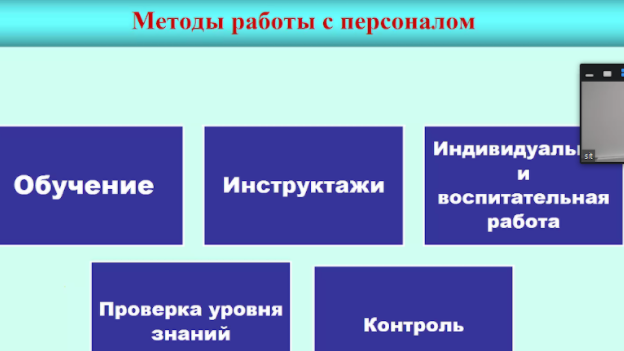 Методы работы с персоналом
Обучение
Инструктажи
и
воспитательная
работа
Проверка уровня
знаний
Контроль